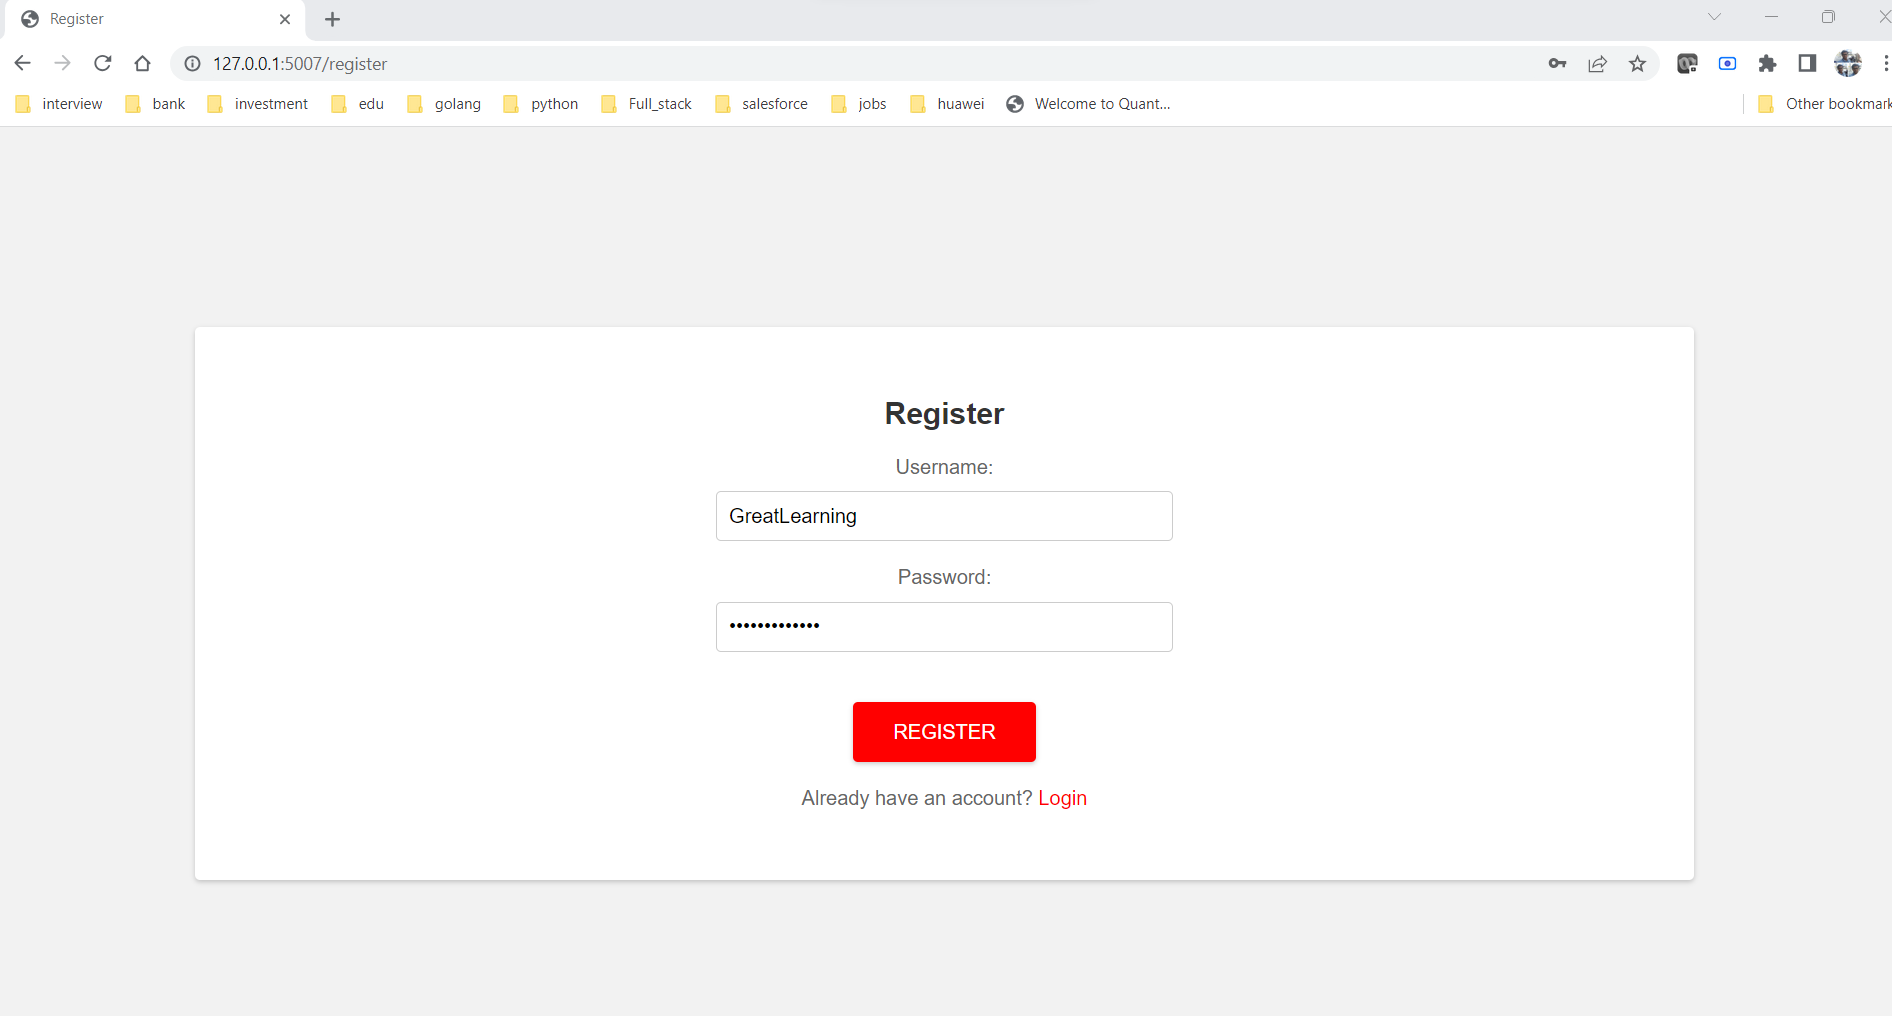 Register
127.0.0.1:5007/register
interview bank investment edu golang python Full_stack salesforce jobs huawei Welcome to Quant... Other bookmark
Register
Username:
GreatLearning
Password:
•••••••••••••
REGISTER
Already have an account? Login